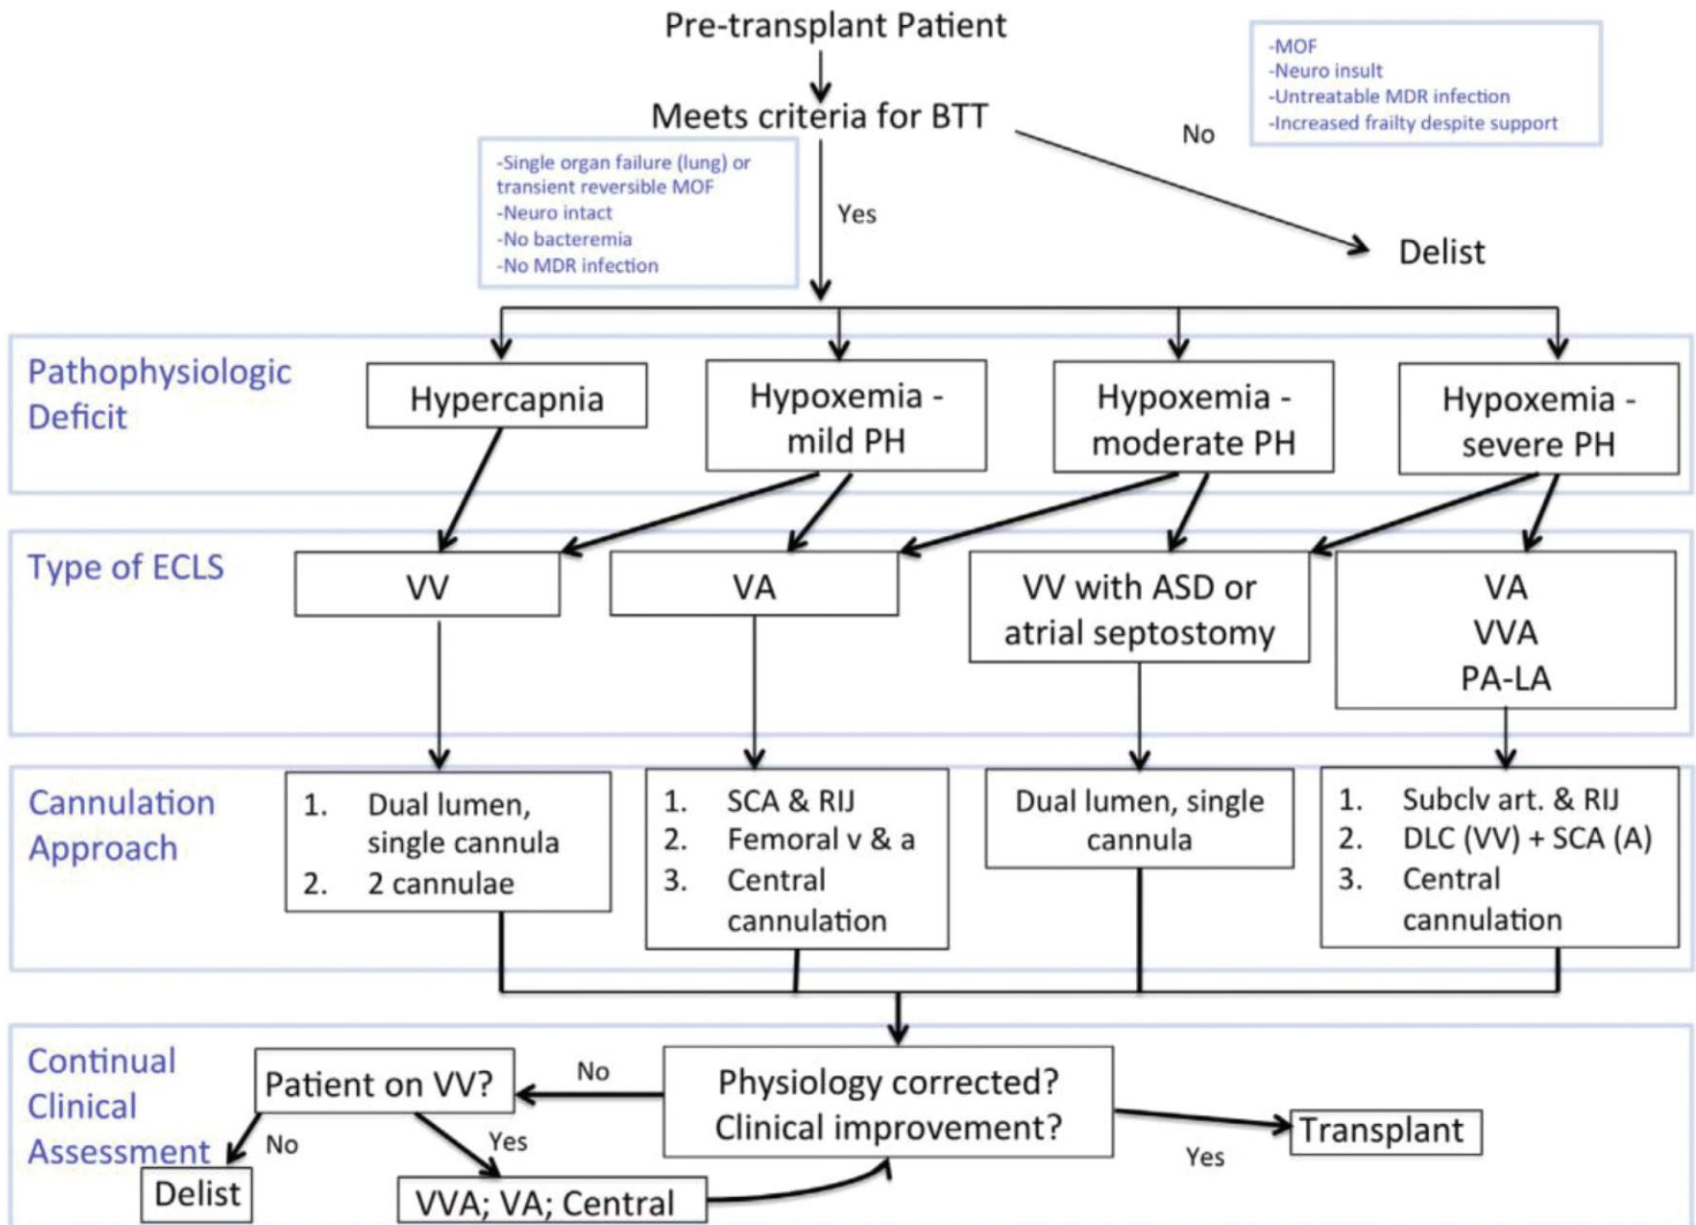 Pre-transplant Patient
-MOF
-Neuro insult
-Untreatable MDR infection
-Increased frailty despite support
Meets criteria for BTT
No
-Single organ failure (lung) or
transient reversible MOF
-Neuro intact
-No bacteremia
-No MDR infection
Yes
Delist
Pathophysiologic
Deficit
Hypercapnia
Hypoxemia -
mild PH
Hypoxemia -
moderate PH
Hypoxemia -
severe PH
Type of ECLS
VV
VA
VV with ASD or
atrial septostomy
VA
VVA
PA-LA
Cannulation
Approach
1. Dual lumen,
single cannula
2. 2 cannulae
1. SCA & RIJ
2. Femoral v & a
3. Central
cannulation
Dual lumen, single
cannula
1. Subclv art. & RIJ
2. DLC (VV) + SCA (A)
3. Central
cannulation
Continual
Clinical
Assessment
Patient on VV?
No
Physiology corrected?
Clinical improvement?
Yes
Transplant
No
Yes
Delist
VVA; VA; Central